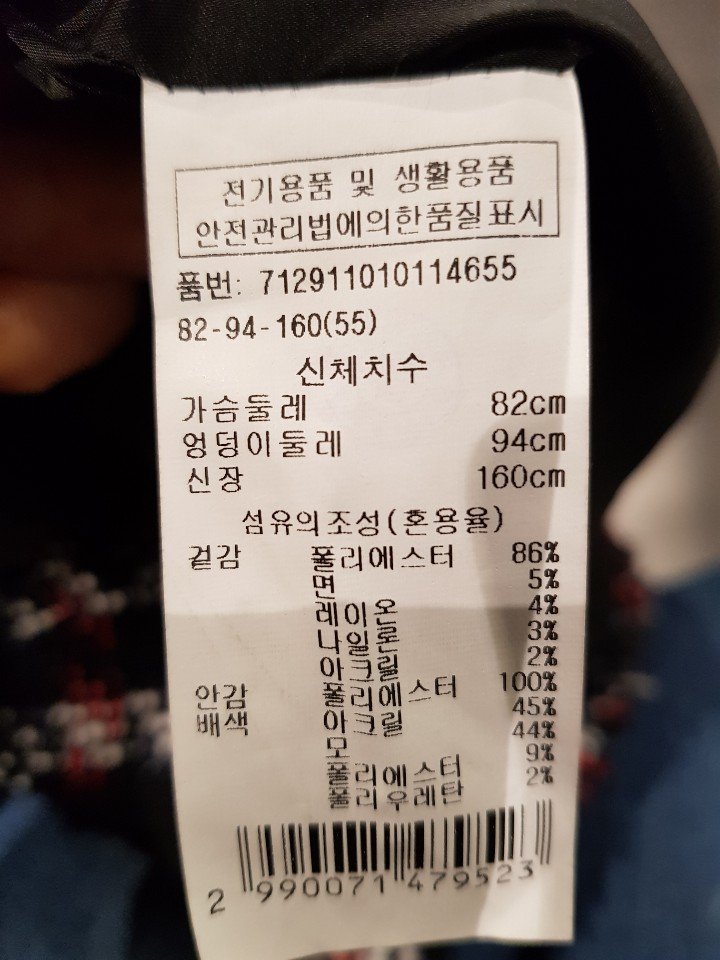 전기용품 및 생활용품
안전관리법에의한품질표시
품번: 712911010114655
82-94-160(55)
신체치수
가슴둘레 82cm
엉덩이둘레 94cm
신장 160cm
섬유의조성(혼용율)
겉감 폴리에스터 86%
면 5%
레이온 4%
나일론 3%
아크릴 2%
안감 폴리에스터 100%
배색 아크릴 45%
모 44%
폴리에스터 9%
폴리우레탄 2%
2 990071 479523